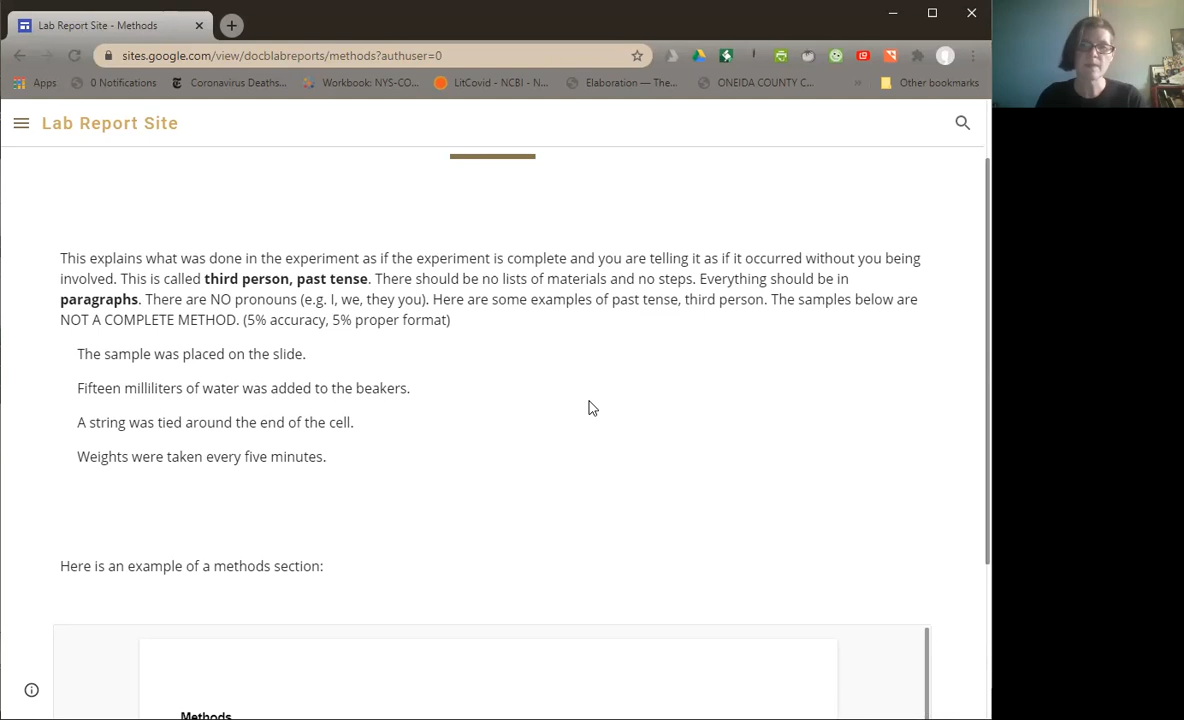 Lab Report Site - Methods
sites.google.com/view/docblabreports/methods?authuser=0
Apps 0 Notifications Coronavirus Deaths... Workbook: NYS-CO... LitCovid - NCBI - N... Elaboration — The... ONEIDA COUNTY C... » Other bookmarks
Lab Report Site
This explains what was done in the experiment as if the experiment is complete and you are telling it as if it occurred without you being
involved. This is called third person, past tense. There should be no lists of materials and no steps. Everything should be in
paragraphs. There are NO pronouns (e.g. I, we, they you). Here are some examples of past tense, third person. The samples below are
NOT A COMPLETE METHOD. (5% accuracy, 5% proper format)
The sample was placed on the slide.
Fifteen milliliters of water was added to the beakers.
A string was tied around the end of the cell.
Weights were taken every five minutes.
Here is an example of a methods section:
Methods